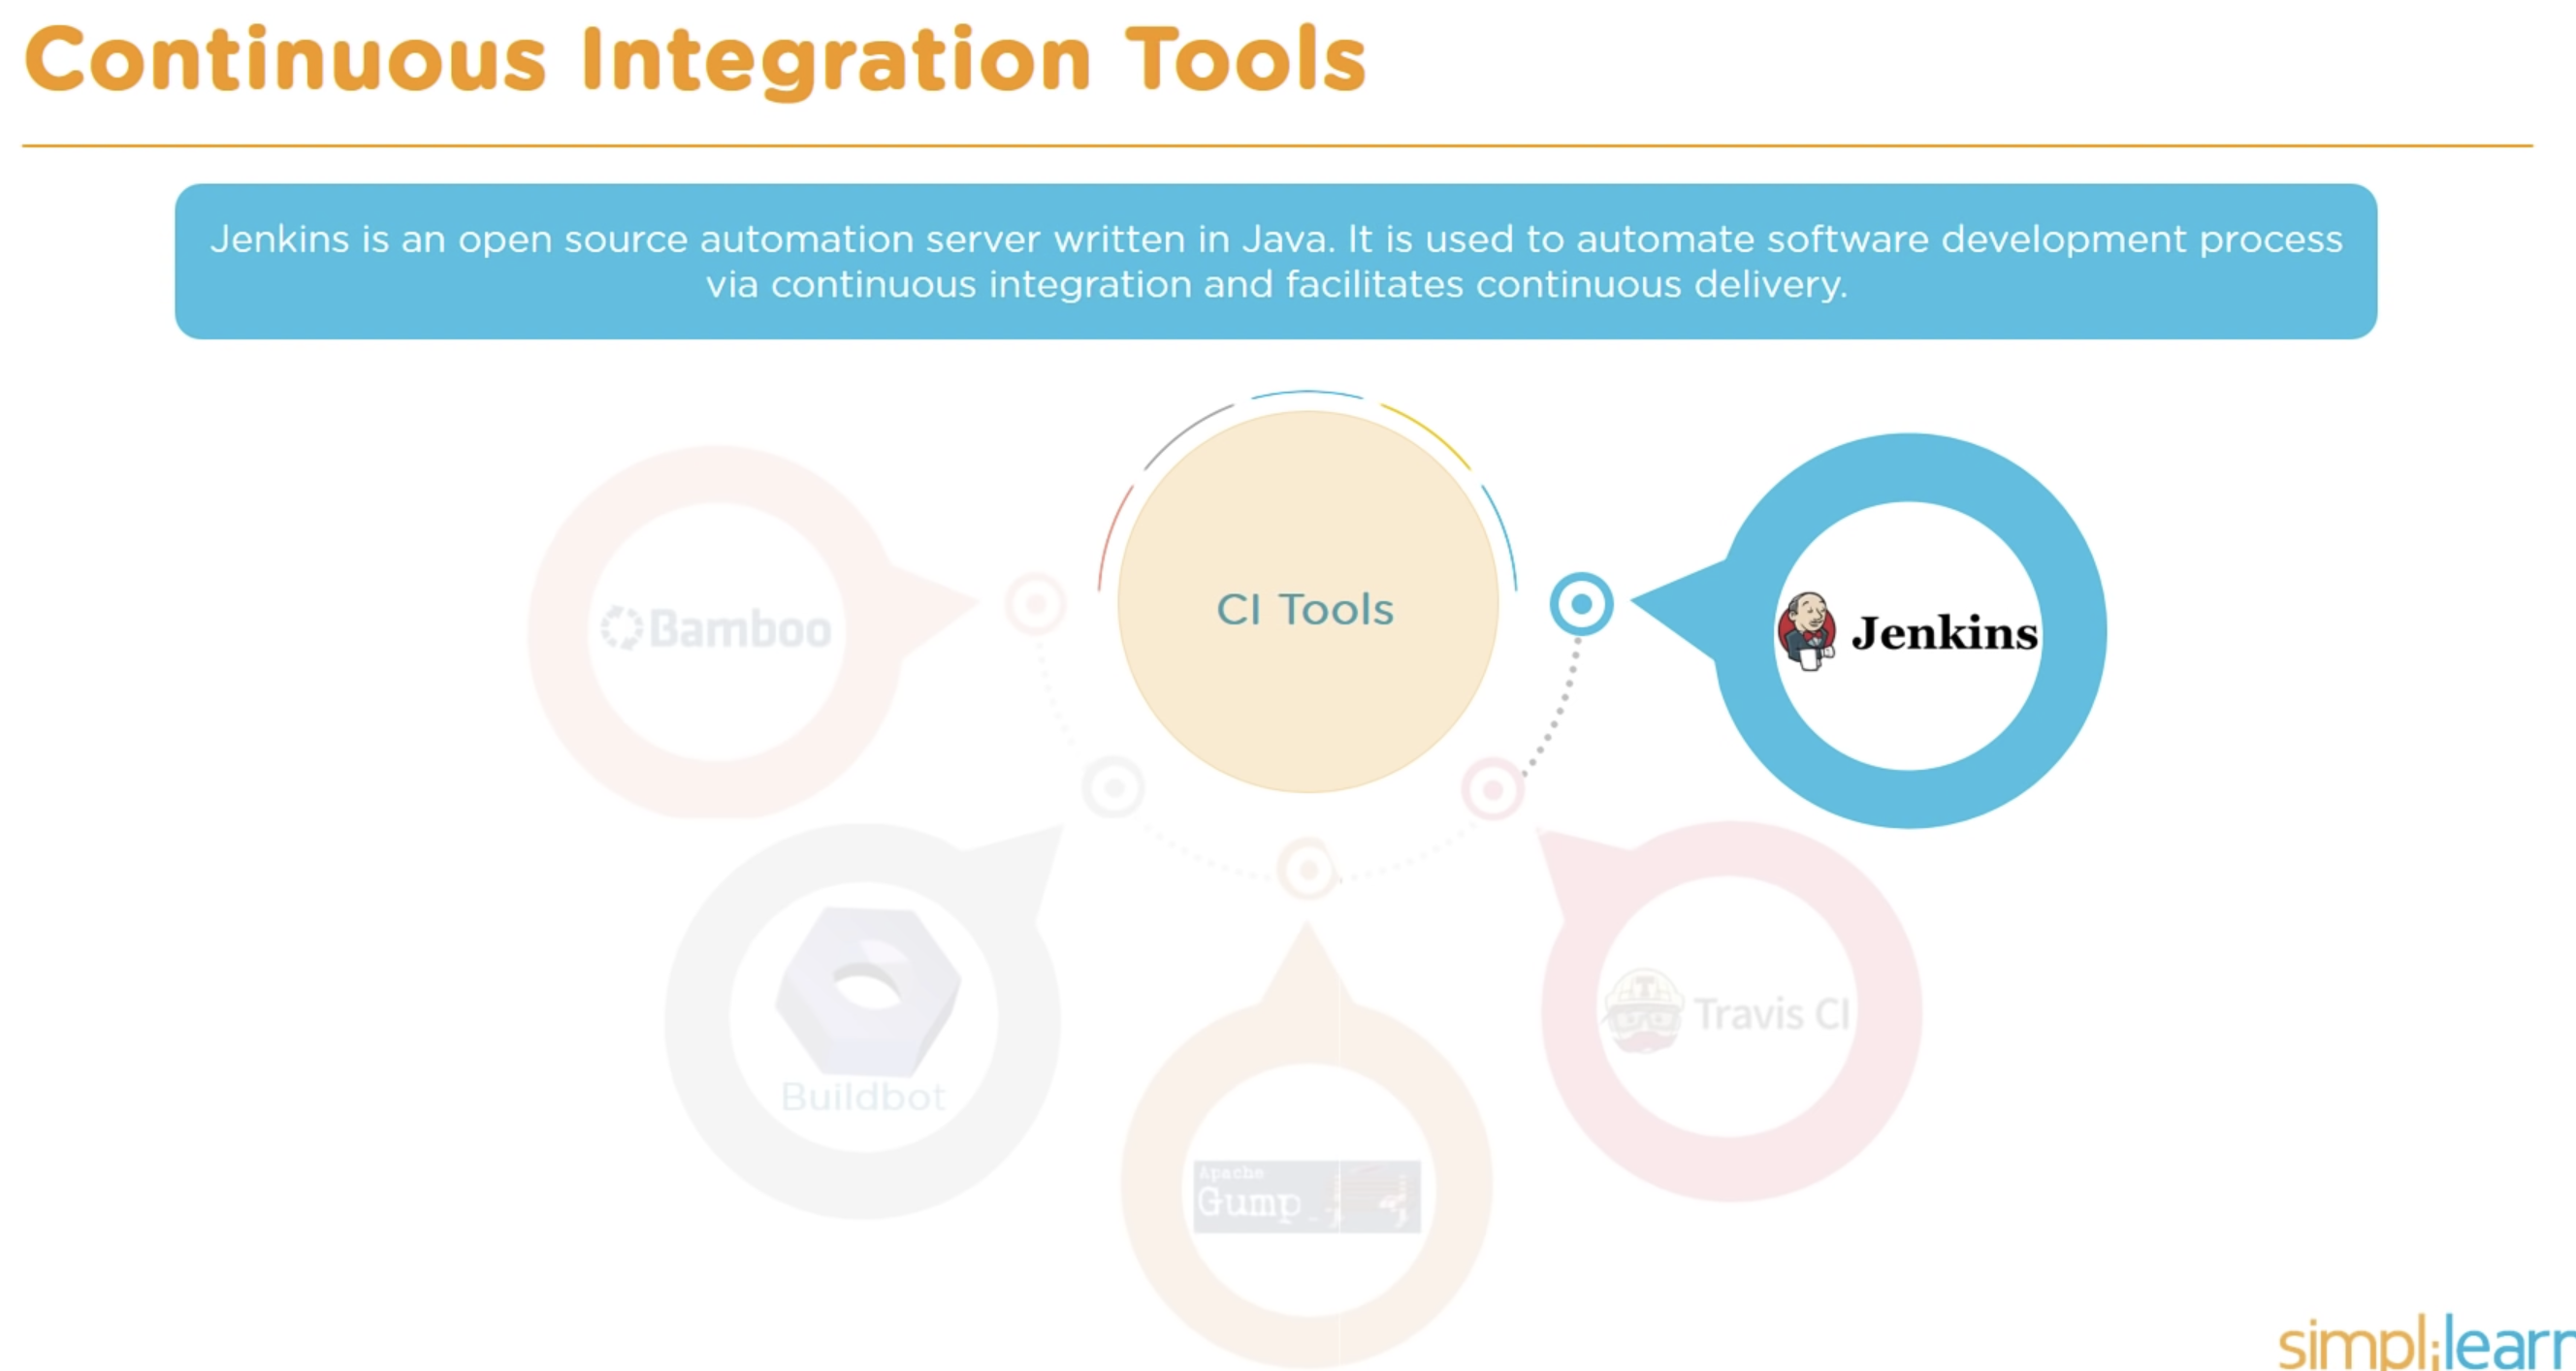 Continuous Integration Tools
Jenkins is an open source automation server written in Java. It is used to automate software development process
via continuous integration and facilitates continuous delivery.
CI Tools
Bamboo
Jenkins
Buildbot
Travis CI
Apache
Gump
simplilearn